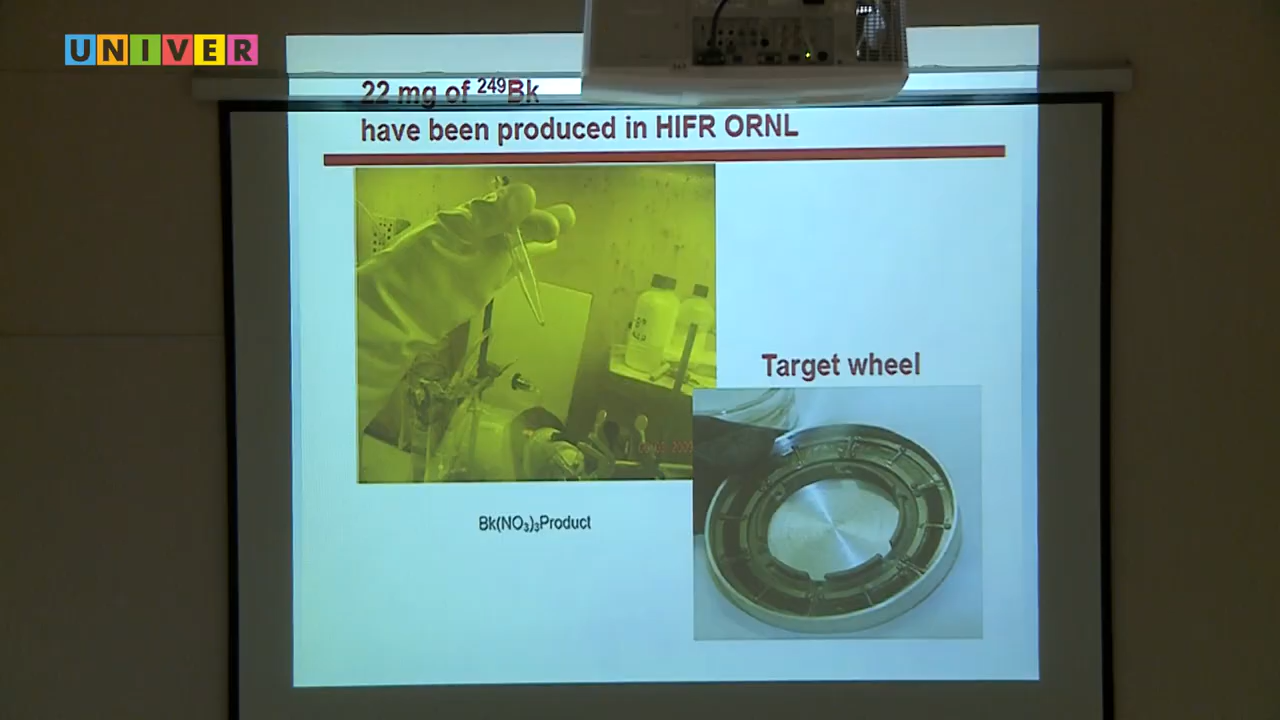 UNIVER
22 mg of ²⁴⁹Bk
have been produced in HIFR ORNL
Target wheel
Bk(NO₃)₃Product